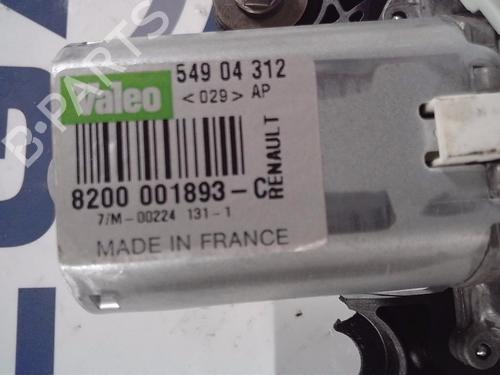 valeo
549 04 312
<029> AP
RENAULT
8200 001893-C
7/M-00224 131-1
MADE IN FRANCE
B-PARTS